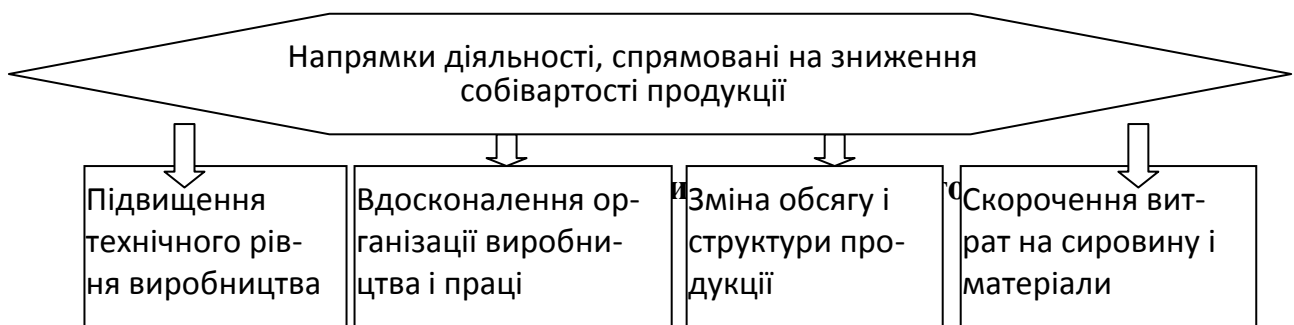 Напрямки діяльності, спрямовані на зниження
собівартості продукції
Підвищення
технічного рів-
ня виробництва
Вдосконалення ор-
ганізації виробни-
цтва і праці
Зміна обсягу і
структури про-
дукції
Скорочення вит-
рат на сировину і
матеріали